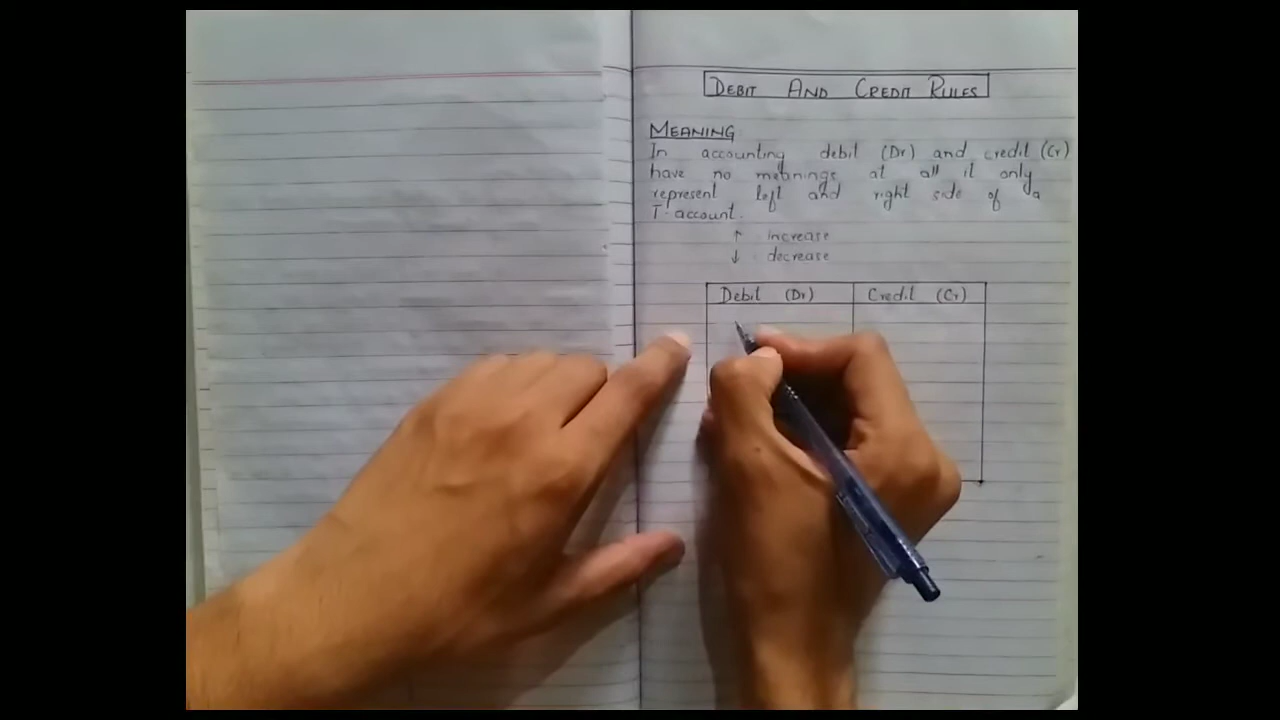 DEBIT AND CREDIT RULES
MEANING
In accounting debit (Dr) and credit (Cr)
have no meanings at all it only
represent left and right side of a
T-account.
↑ increase
↓ decrease
Debit (Dr) Credit (Cr)